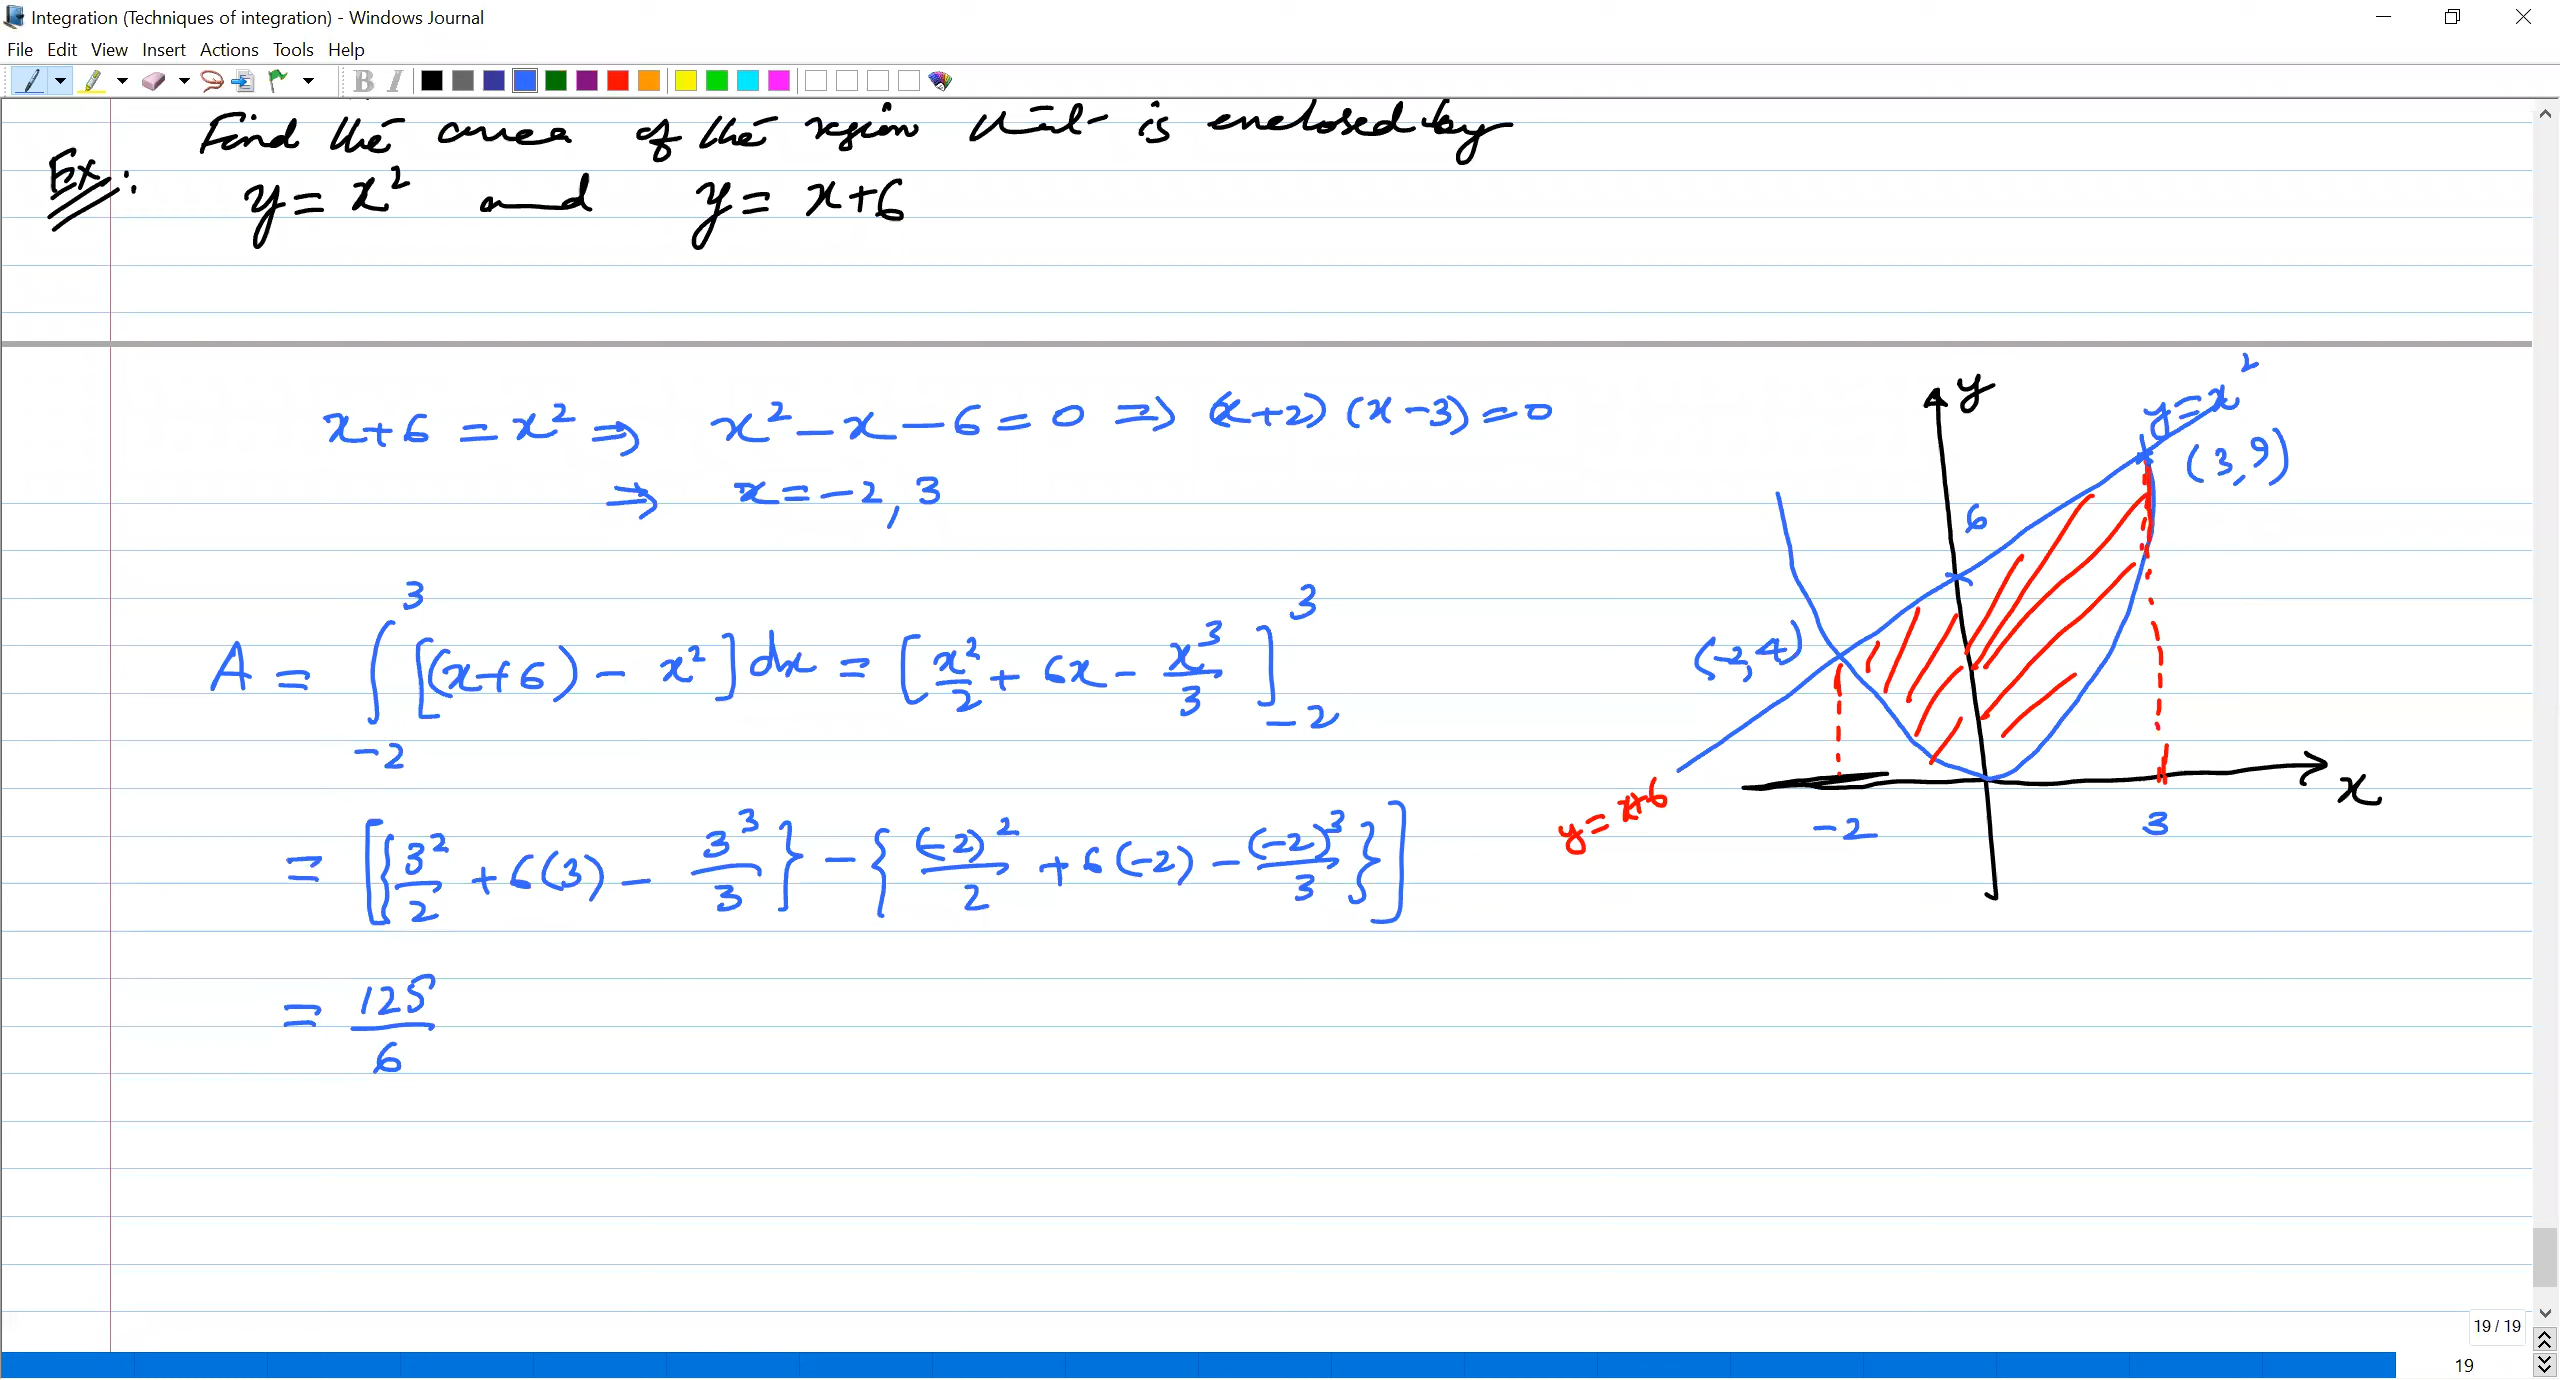 Integration (Techniques of integration) - Windows Journal
File Edit View Insert Actions Tools Help
B I
Find the area of the region that is enclosed by
Ex:
y = x² and y = x+6
x+6 = x² ⇒ x² - x - 6 = 0 ⇒ (x+2)(x-3) = 0
⇒ x = -2, 3
A = ∫_{-2}^{3} [(x+6) - x²] dx = [x²/2 + 6x - x³/3]_{-2}^{3}
= [{3²/2 + 6(3) - 3³/3} - {(-2)²/2 + 6(-2) - (-2)³/3}]
= 125/6
y
y = x²
(3,9)
6
(-2,4)
y = x+6
-2
3
x
19 / 19
19